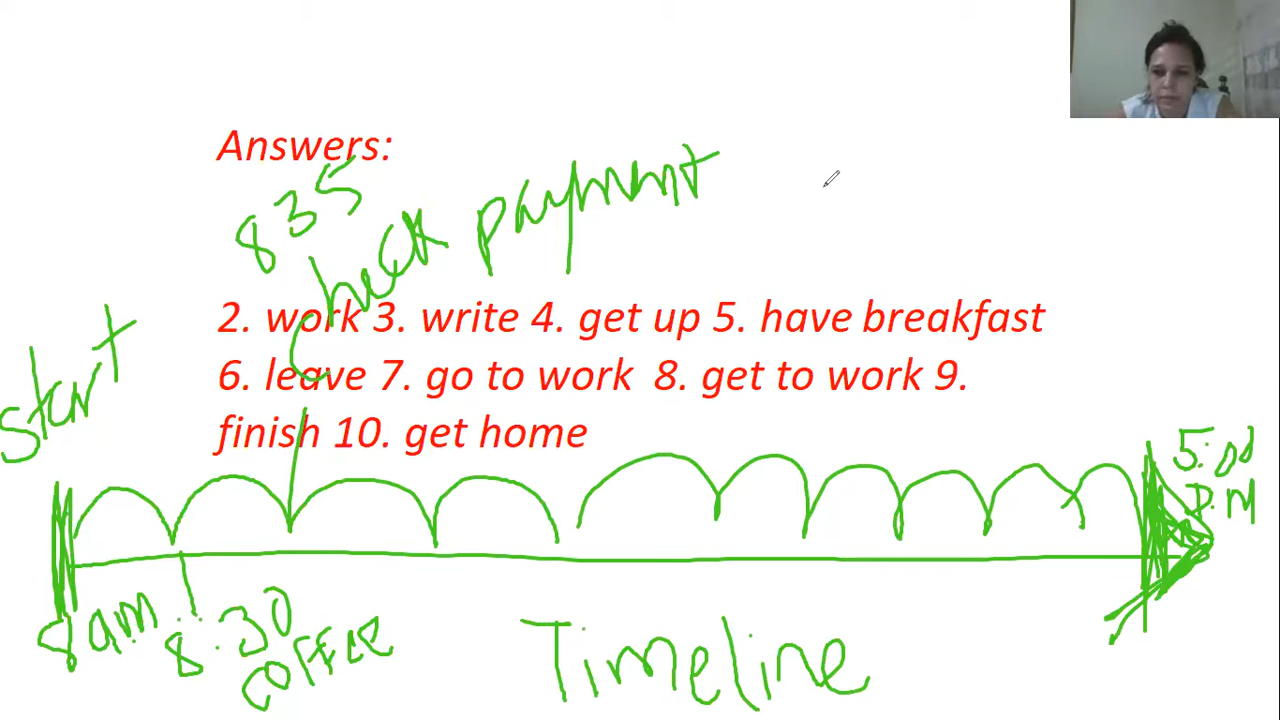 Answers:
835
check payment
2. work 3. write 4. get up 5. have breakfast
6. leave 7. go to work 8. get to work 9.
finish 10. get home
start
5:00
P.M
8 am
8:30
coffee
Timeline